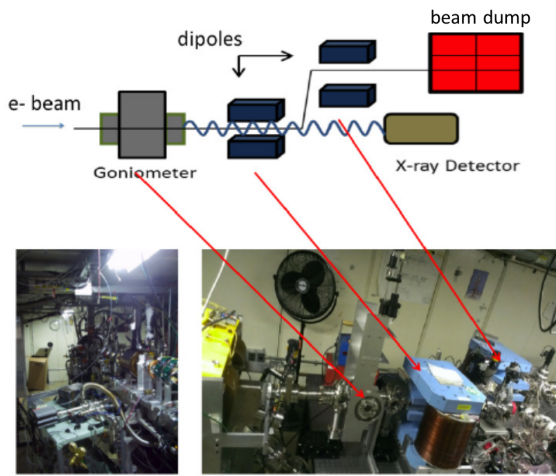 beam dump
dipoles
e- beam
Goniometer
X-ray Detector